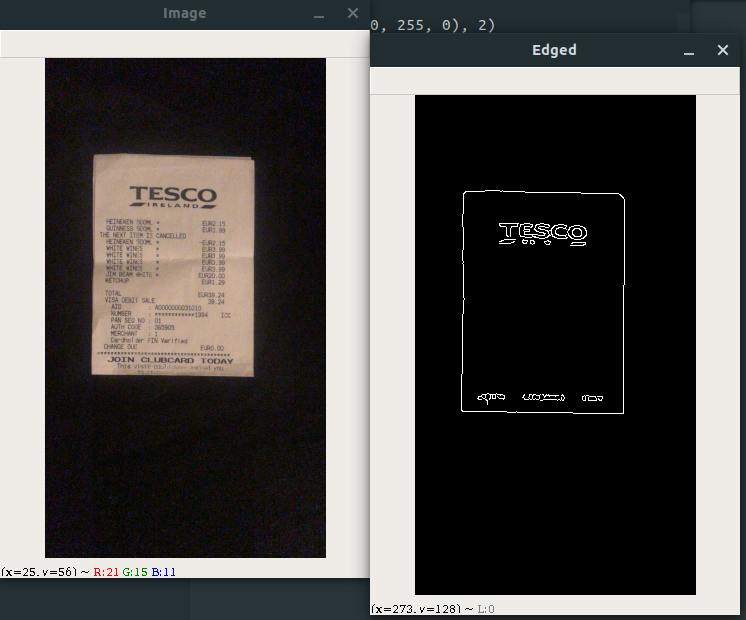 Image
0, 255, 0), 2)
Edged
TESCO
IRELAND
HEINEKEN 500ML * EUR2.15
GUINNESS 500ML * EUR1.99
THE NEXT ITEM IS CANCELLED
HEINEKEN 500ML * -EUR2.15
WHITE WINES * EUR3.99
WHITE WINES * EUR3.99
WHITE WINES * EUR3.99
WHITE WINES * EUR3.99
JIM BEAM WHITE * EUR20.00
KETCHUP EUR1.29
TOTAL EUR39.24
VISA DEBIT SALE 39.24
AID : A0000000031010
NUMBER : ************1994 ICC
PAN SEQ NO : 01
AUTH CODE : 065905
MERCHANT : 1
Cardholder PIN Verified
CHANGE DUE EUR0.00
JOIN CLUBCARD TODAY
This visit could have earned you
TESCO
(x=25, y=56) ~ R:21 G:15 B:11
(x=273, y=128) ~ L:0